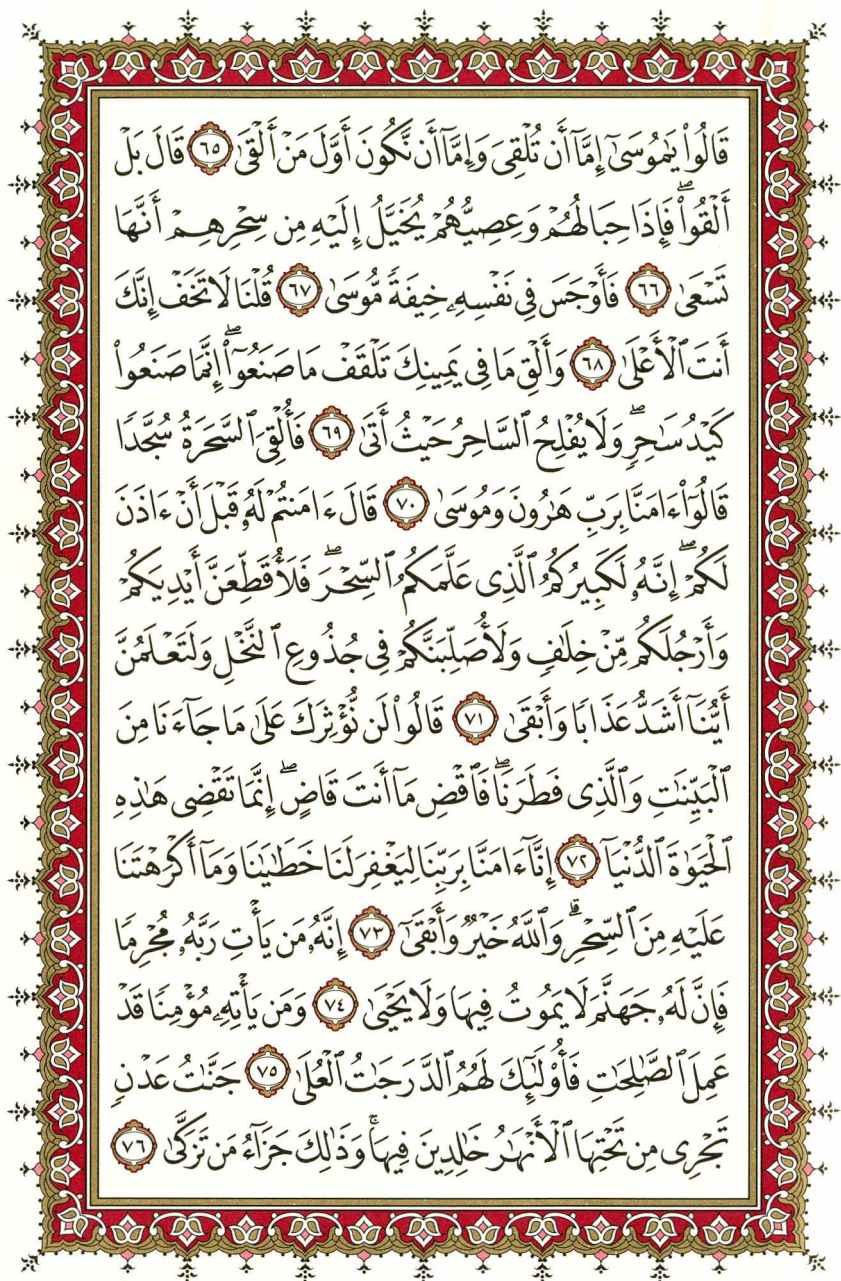 قَالُوا۟ يَٰمُوسَىٰٓ إِمَّآ أَن تُلْقِىَ وَإِمَّآ أَن نَّكُونَ أَوَّلَ مَنْ أَلْقَىٰ ٦٥ قَالَ بَلْ
أَلْقُوا۟ ۖ فَإِذَا حِبَالُهُمْ وَعِصِيُّهُمْ يُخَيَّلُ إِلَيْهِ مِن سِحْرِهِمْ أَنَّهَا
تَسْعَىٰ ٦٦ فَأَوْجَسَ فِى نَفْسِهِۦ خِيفَةً مُّوسَىٰ ٦٧ قُلْنَا لَا تَخَفْ إِنَّكَ
أَنتَ ٱلْأَعْلَىٰ ٦٨ وَأَلْقِ مَا فِى يَمِينِكَ تَلْقَفْ مَا صَنَعُوٓا۟ ۖ إِنَّمَا صَنَعُوا۟
كَيْدُ سَٰحِرٍ ۖ وَلَا يُفْلِحُ ٱلسَّاحِرُ حَيْثُ أَتَىٰ ٦٩ فَأُلْقِىَ ٱلسَّحَرَةُ سُجَّدًا
قَالُوٓا۟ ءَامَنَّا بِرَبِّ هَٰرُونَ وَمُوسَىٰ ٧٠ قَالَ ءَامَنتُمْ لَهُۥ قَبْلَ أَنْ ءَاذَنَ
لَكُمْ ۖ إِنَّهُۥ لَكَبِيرُكُمُ ٱلَّذِى عَلَّمَكُمُ ٱلسِّحْرَ ۖ فَلَأُقَطِّعَنَّ أَيْدِيَكُمْ
وَأَرْجُلَكُم مِّنْ خِلَٰفٍ وَلَأُصَلِّبَنَّكُمْ فِى جُذُوعِ ٱلنَّخْلِ وَلَتَعْلَمُنَّ
أَيُّنَآ أَشَدُّ عَذَابًا وَأَبْقَىٰ ٧١ قَالُوا۟ لَن نُّؤْثِرَكَ عَلَىٰ مَا جَآءَنَا مِنَ
ٱلْبَيِّنَٰتِ وَٱلَّذِى فَطَرَنَا ۖ فَٱقْضِ مَآ أَنتَ قَاضٍ ۖ إِنَّمَا تَقْضِى هَٰذِهِ
ٱلْحَيَوٰةَ ٱلدُّنْيَآ ٧٢ إِنَّآ ءَامَنَّا بِرَبِّنَا لِيَغْفِرَ لَنَا خَطَٰيَٰنَا وَمَآ أَكْرَهْتَنَا
عَلَيْهِ مِنَ ٱلسِّحْرِ ۗ وَٱللَّهُ خَيْرٌ وَأَبْقَىٰٓ ٧٣ إِنَّهُۥ مَن يَأْتِ رَبَّهُۥ مُجْرِمًا
فَإِنَّ لَهُۥ جَهَنَّمَ لَا يَمُوتُ فِيهَا وَلَا يَحْيَىٰ ٧٤ وَمَن يَأْتِهِۦ مُؤْمِنًا قَدْ
عَمِلَ ٱلصَّٰلِحَٰتِ فَأُو۟لَٰٓئِكَ لَهُمُ ٱلدَّرَجَٰتُ ٱلْعُلَىٰ ٧٥ جَنَّٰتُ عَدْنٍ
تَجْرِى مِن تَحْتِهَا ٱلْأَنْهَٰرُ خَٰلِدِينَ فِيهَا ۚ وَذَٰلِكَ جَزَآءُ مَن تَزَكَّىٰ ٧٦